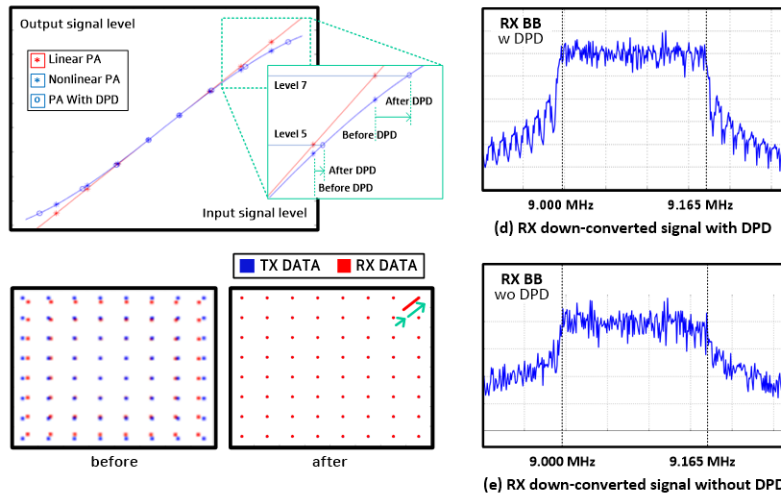 Output signal level
Linear PA
Nonlinear PA
PA With DPD
Level 7
After DPD
Before DPD
Level 5
After DPD
Before DPD
Input signal level
TX DATA RX DATA
before after
RX BB
w DPD
9.000 MHz 9.165 MHz
(d) RX down-converted signal with DPD
RX BB
wo DPD
9.000 MHz 9.165 MHz
(e) RX down-converted signal without DPD